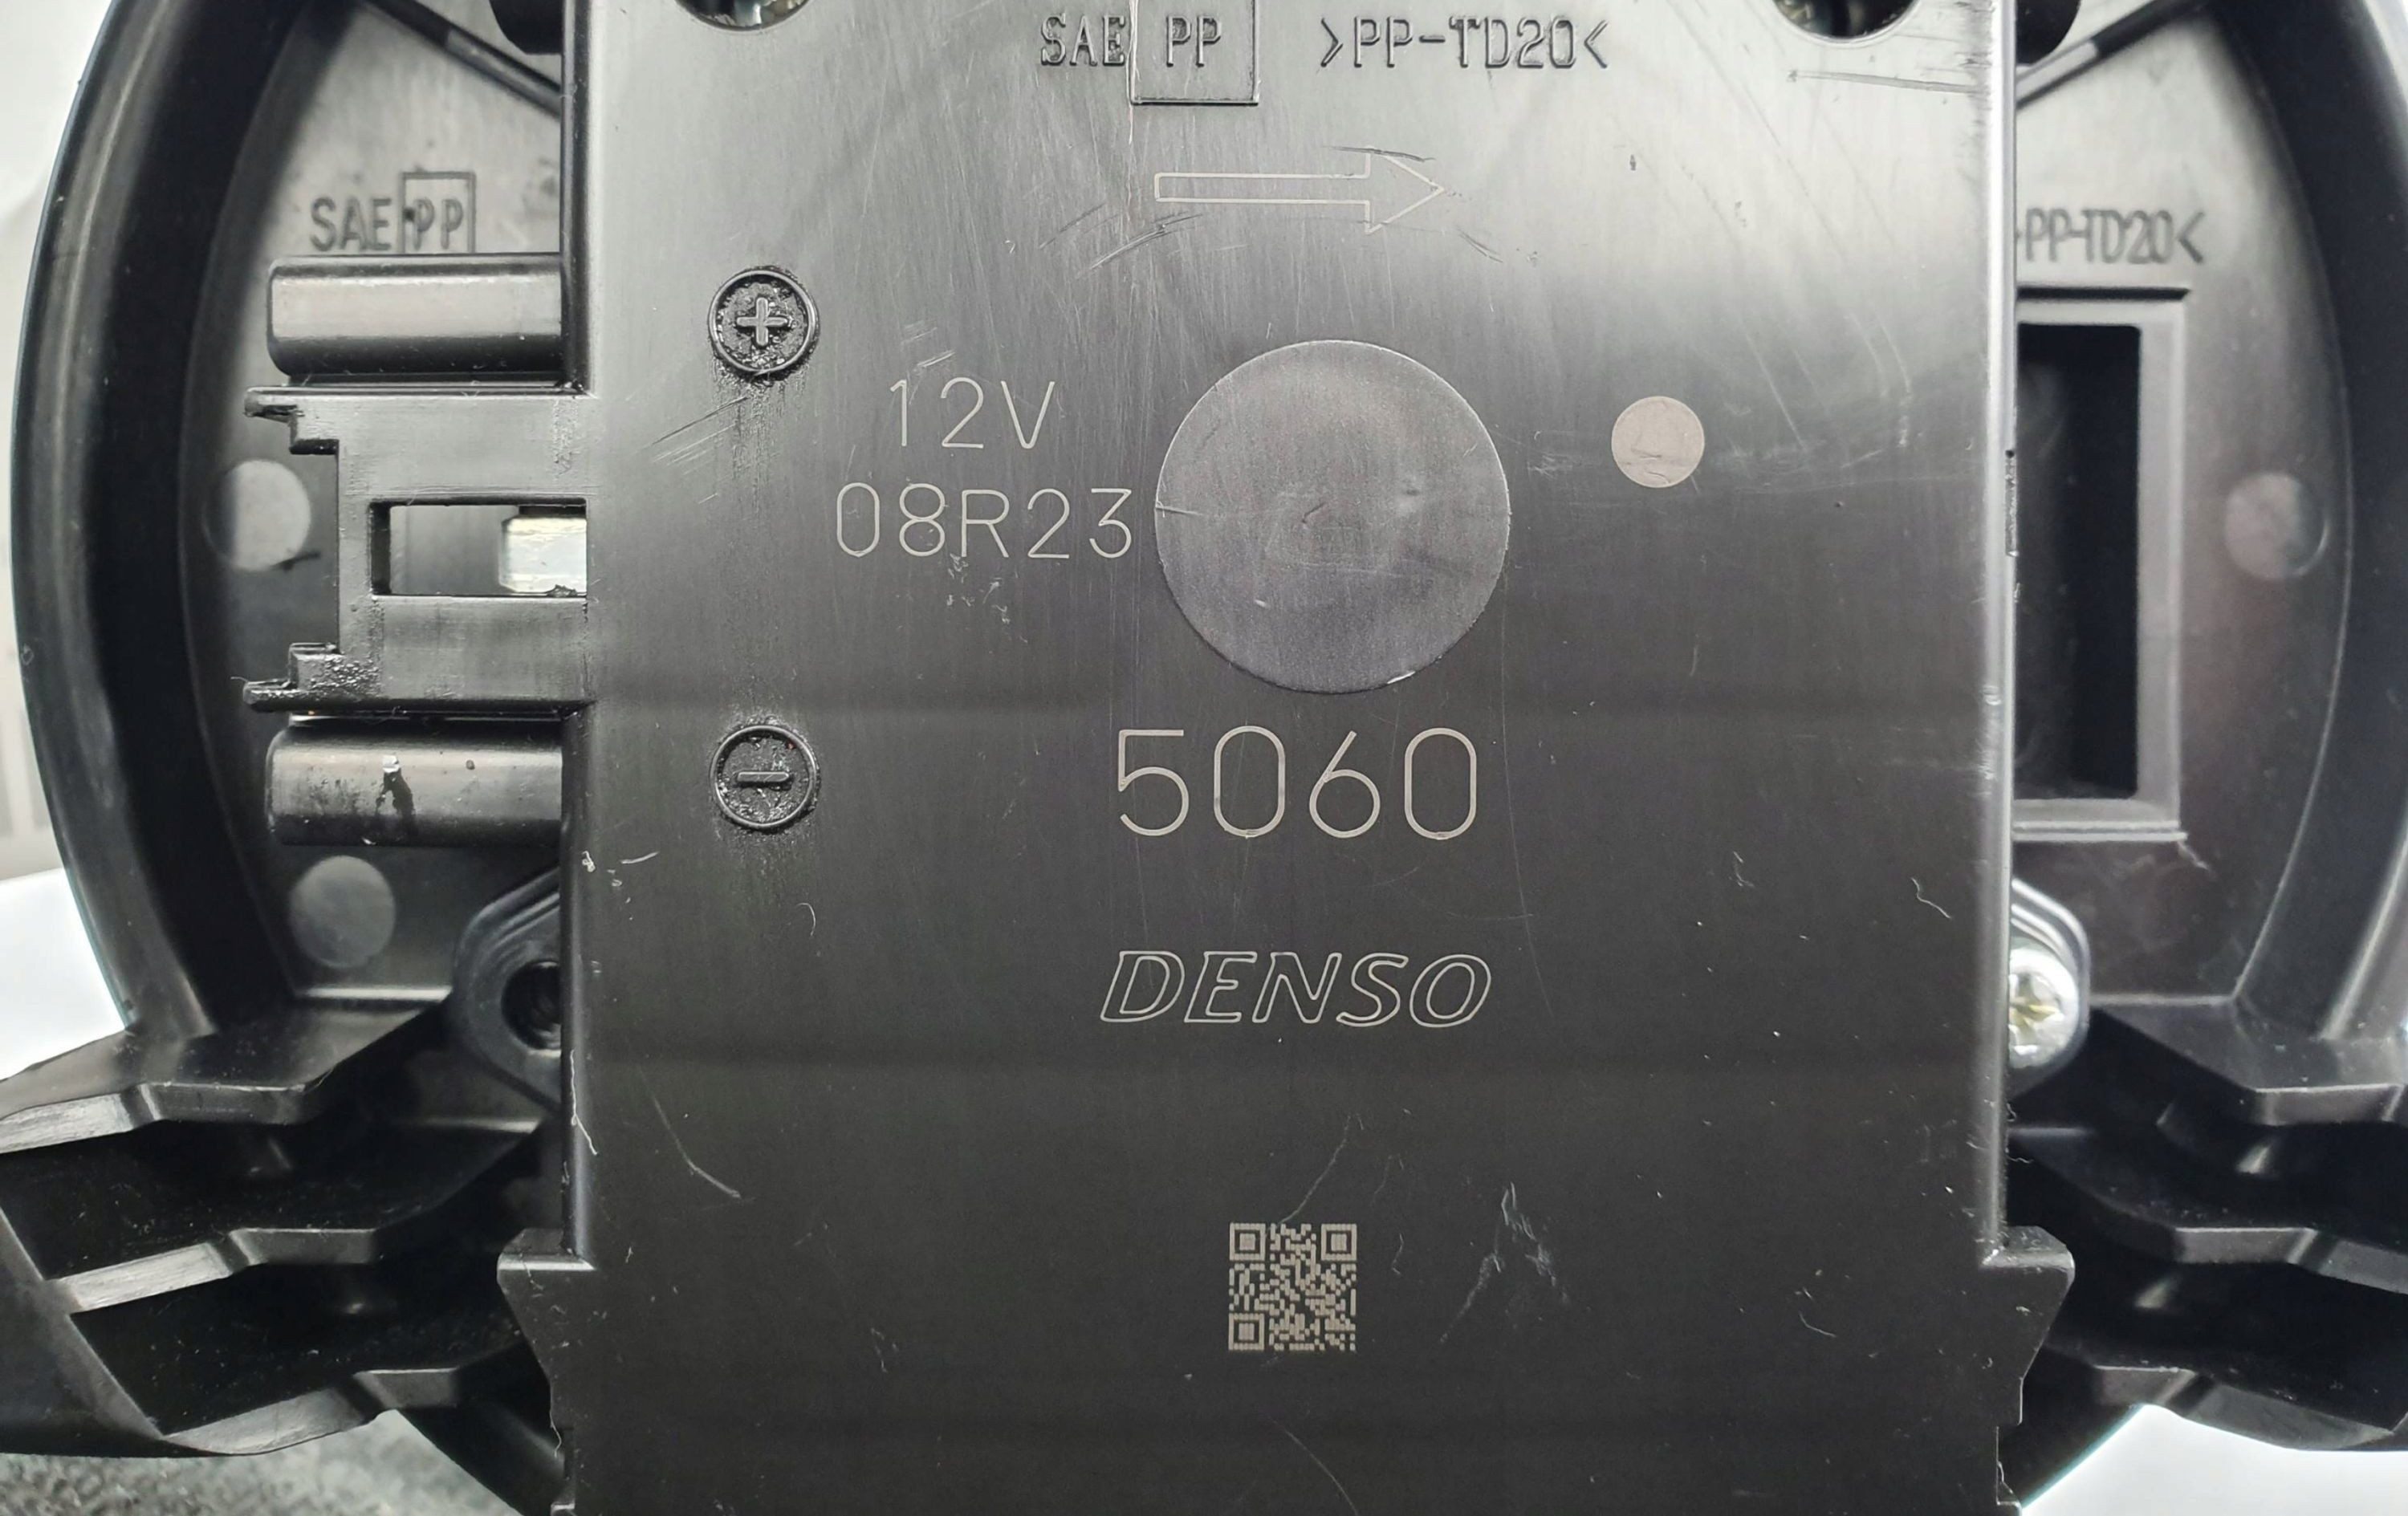 SAE PP >PP-TD20<
SAE PP
>PP-TD20<
+
12V
08R23
-
5060
DENSO